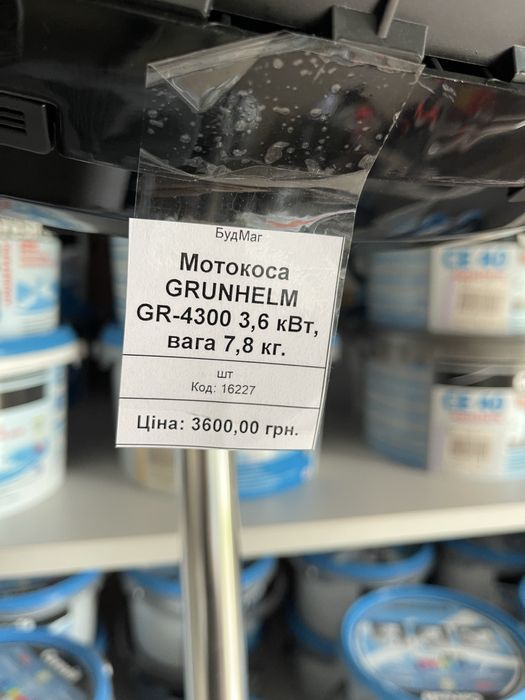 БудМаг
Мотокоса
GRUNHELM
GR-4300 3,6 кВт,
вага 7,8 кг.
шт
Код: 16227
Ціна: 3600,00 грн.